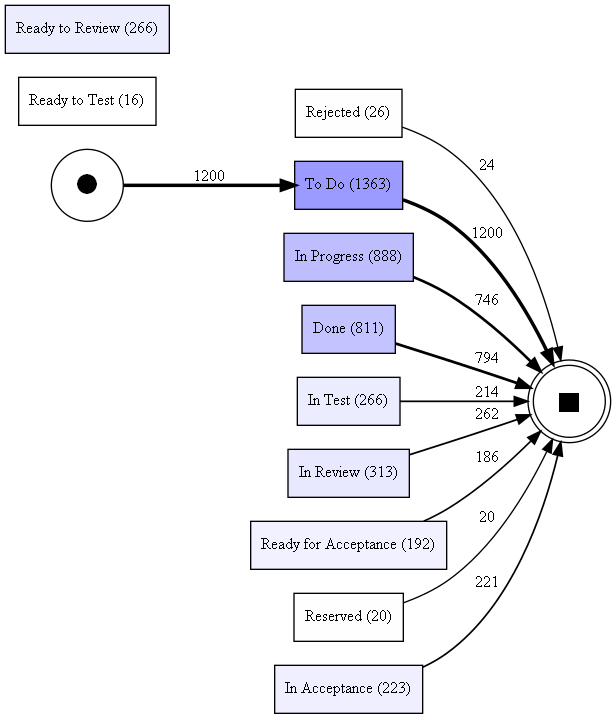 Ready to Review (266)
Ready to Test (16)
Rejected (26)
24
1200
To Do (1363)
1200
In Progress (888)
746
Done (811)
794
In Test (266)
214
262
In Review (313)
186
Ready for Acceptance (192)
20
Reserved (20)
221
In Acceptance (223)